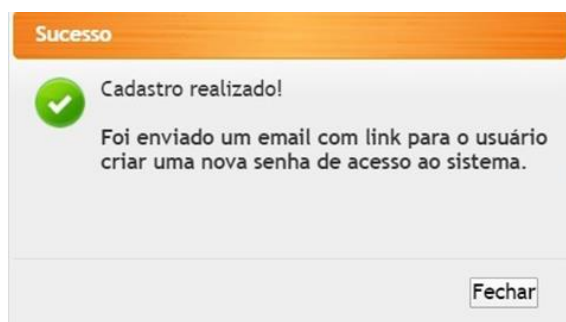 Sucesso
Cadastro realizado!
Foi enviado um email com link para o usuário
criar uma nova senha de acesso ao sistema.
Fechar